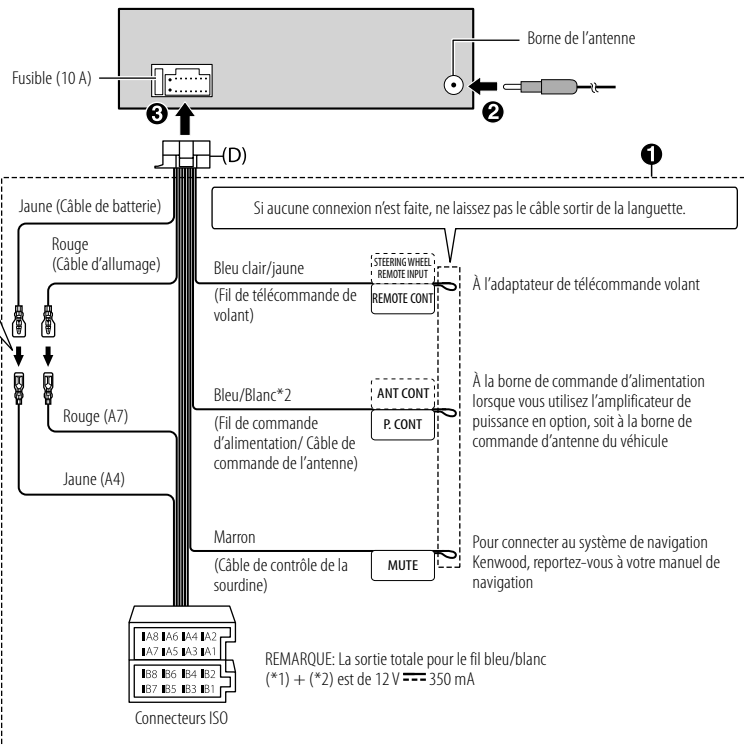 Borne de l'antenne
Fusible (10 A)
❸
❷
(D)
❶
Jaune (Câble de batterie)
Si aucune connexion n'est faite, ne laissez pas le câble sortir de la languette.
Rouge
(Câble d'allumage)
Bleu clair/jaune
(Fil de télécommande de
volant)
STEERING WHEEL
REMOTE INPUT
REMOTE CONT
À l'adaptateur de télécommande volant
Bleu/Blanc*2
(Fil de commande
d'alimentation/ Câble de
commande de l'antenne)
ANT CONT
P. CONT
À la borne de commande d'alimentation
lorsque vous utilisez l'amplificateur de
puissance en option, soit à la borne de
commande d'antenne du véhicule
Rouge (A7)
Jaune (A4)
Marron
(Câble de contrôle de la
sourdine)
MUTE
Pour connecter au système de navigation
Kenwood, reportez-vous à votre manuel de
navigation
A8 A6 A4 A2
A7 A5 A3 A1
B8 B6 B4 B2
B7 B5 B3 B1
Connecteurs ISO
REMARQUE: La sortie totale pour le fil bleu/blanc
(*1) + (*2) est de 12 V ⎓ 350 mA